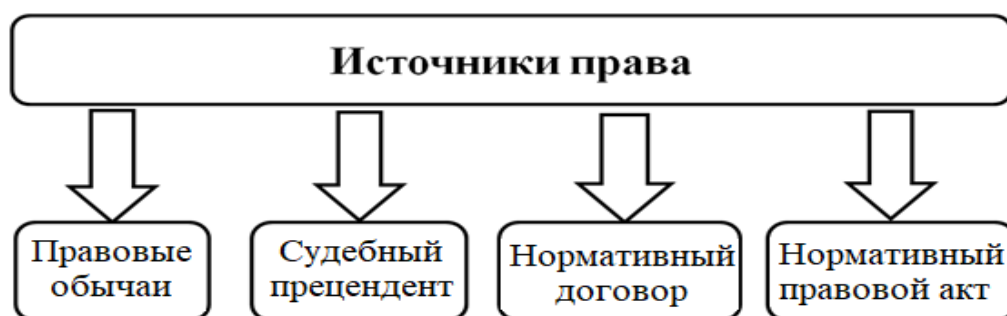 Источники права
Правовые
обычаи
Судебный
прецендент
Нормативный
договор
Нормативный
правовой акт